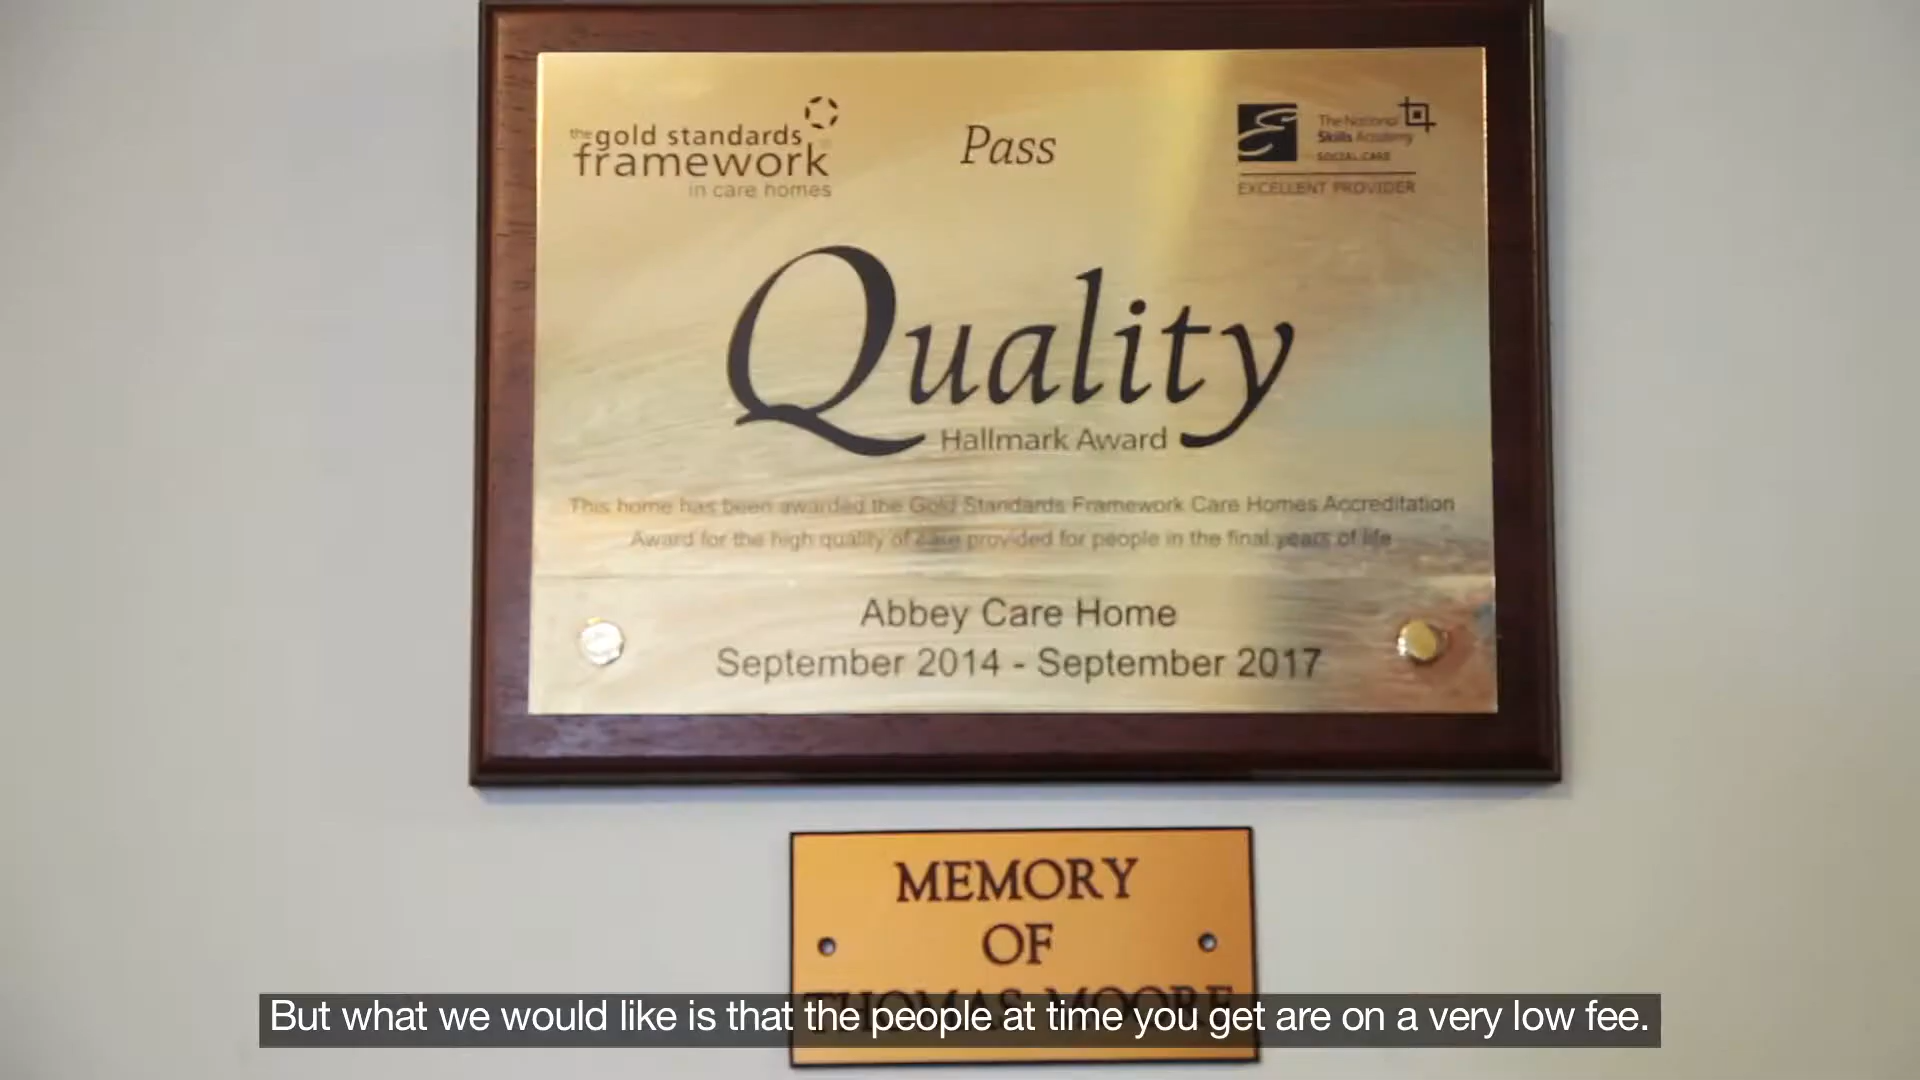 the gold standards
framework
in care homes
Pass
The National
Skills Academy
SOCIAL CARE
EXCELLENT PROVIDER
Quality
Hallmark Award
This home has been awarded the Gold Standards Framework Care Homes Accreditation
Award for the high quality of care provided for people in the final years of life
Abbey Care Home
September 2014 - September 2017
MEMORY
OF
THOMAS MOORE
But what we would like is that the people at time you get are on a very low fee.